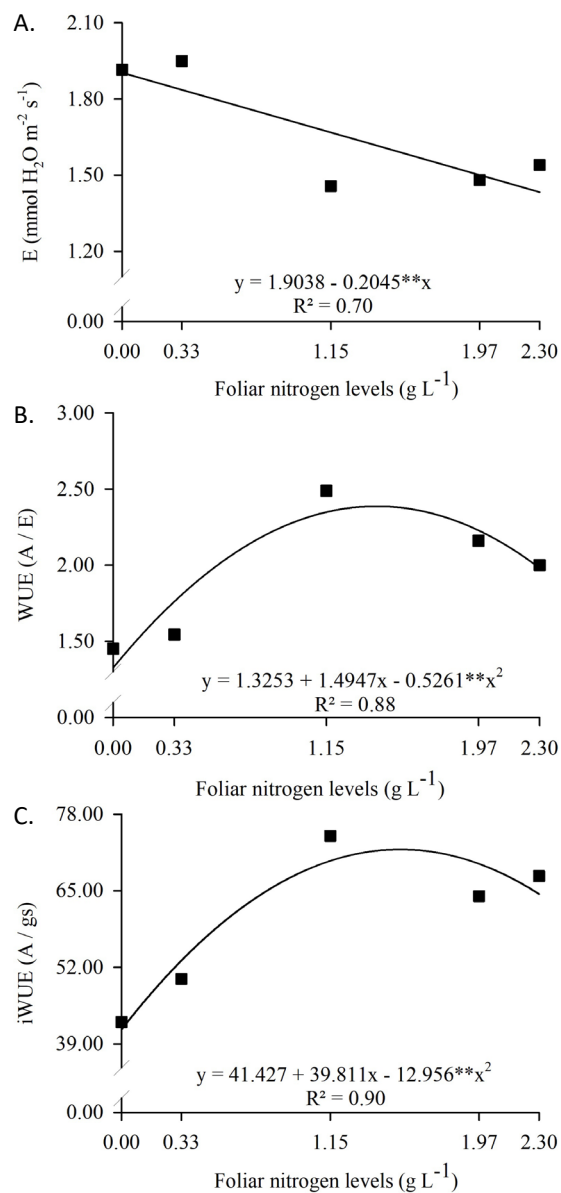 A.
2.10
1.80
1.50
1.20
0.00
E (mmol H₂O m⁻² s⁻¹)
y = 1.9038 - 0.2045**x
R² = 0.70
0.00 0.33 1.15 1.97 2.30
Foliar nitrogen levels (g L⁻¹)
B.
3.00
2.50
2.00
1.50
0.00
WUE (A / E)
y = 1.3253 + 1.4947x - 0.5261**x²
R² = 0.88
0.00 0.33 1.15 1.97 2.30
Foliar nitrogen levels (g L⁻¹)
C.
78.00
65.00
52.00
39.00
0.00
iWUE (A / gs)
y = 41.427 + 39.811x - 12.956**x²
R² = 0.90
0.00 0.33 1.15 1.97 2.30
Foliar nitrogen levels (g L⁻¹)